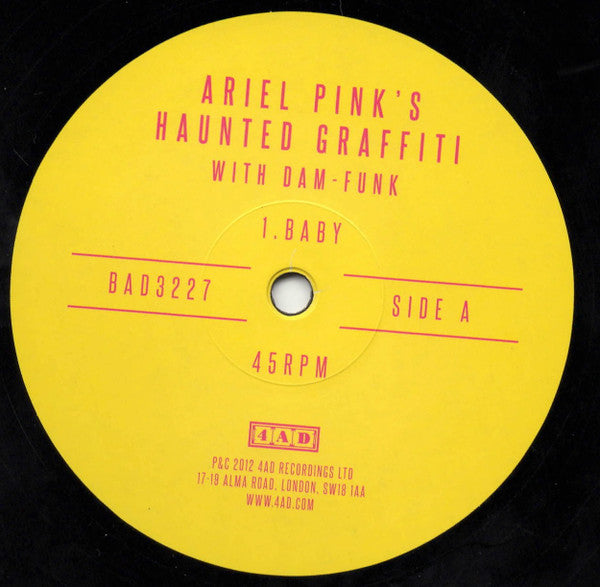 ARIEL PINK'S
HAUNTED GRAFFITI
WITH DAM-FUNK
1. BABY
BAD3227
SIDE A
45RPM
4AD
P&C 2012 4AD RECORDINGS LTD
17-19 ALMA ROAD, LONDON, SW18 1AA
WWW.4AD.COM